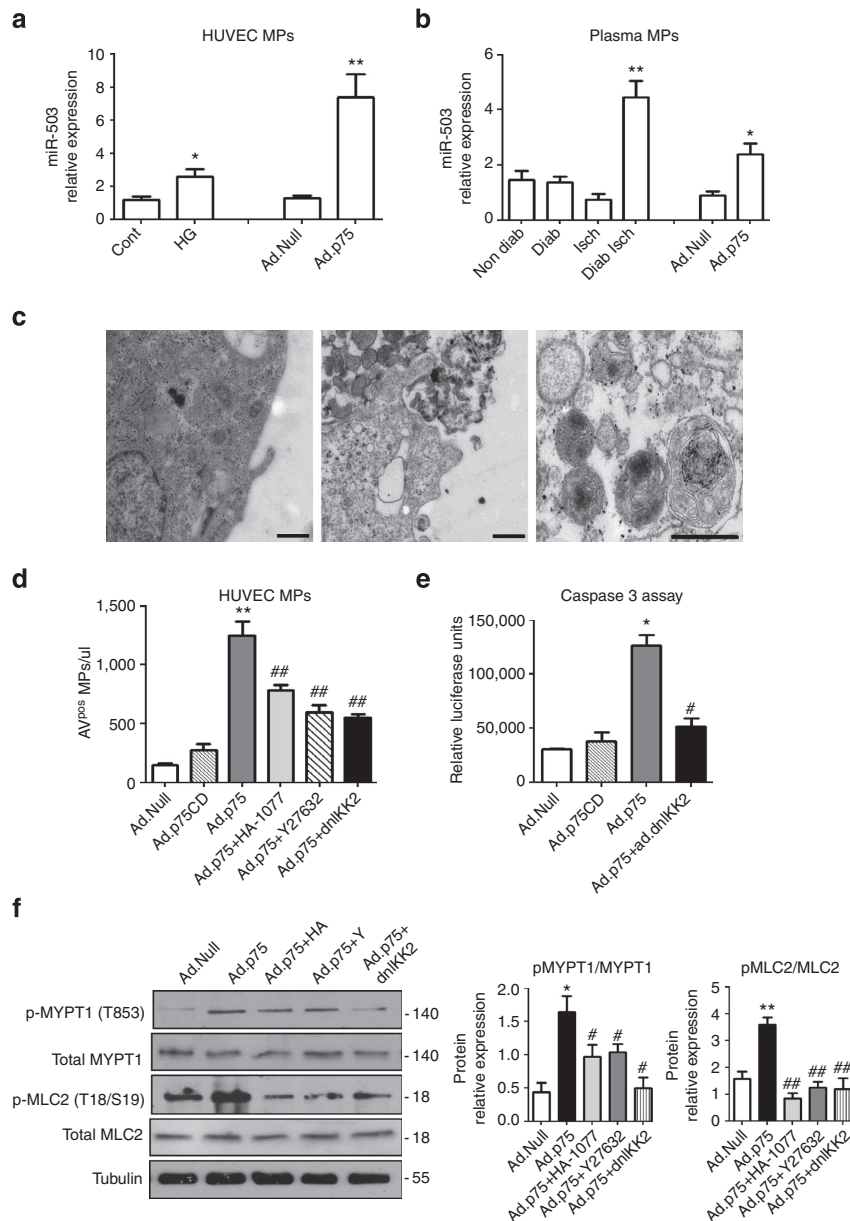 a
HUVEC MPs
miR-503
relative expression
10
8
6
4
2
0
*
**
Cont
HG
Ad.Null
Ad.p75
b
Plasma MPs
miR-503
relative expression
6
4
2
0
**
*
Non diab
Diab
Isch
Diab Isch
Ad.Null
Ad.p75
c
d
HUVEC MPs
AVpos MPs/ul
1,500
1,000
500
0
**
##
##
##
Ad.Null
Ad.p75CD
Ad.p75
Ad.p75+HA-1077
Ad.p75+Y27632
Ad.p75+dnIKK2
e
Caspase 3 assay
Relative luciferase units
150,000
100,000
50,000
0
*
#
Ad.Null
Ad.p75CD
Ad.p75
Ad.p75+ad.dnIKK2
f
Ad.Null
Ad.p75
Ad.p75+HA
Ad.p75+Y
Ad.p75+
dnIKK2
p-MYPT1 (T853)
- 140
Total MYPT1
- 140
p-MLC2 (T18/S19)
- 18
Total MLC2
- 18
Tubulin
- 55
pMYPT1/MYPT1
Protein
relative expression
2.0
1.5
1.0
0.5
0.0
*
#
#
#
Ad.Null
Ad.p75
Ad.p75+HA-1077
Ad.p75+Y27632
Ad.p75+dnIKK2
pMLC2/MLC2
Protein
relative expression
5
4
3
2
1
0
**
##
##
##
Ad.Null
Ad.p75
Ad.p75+HA-1077
Ad.p75+Y27632
Ad.p75+dnIKK2